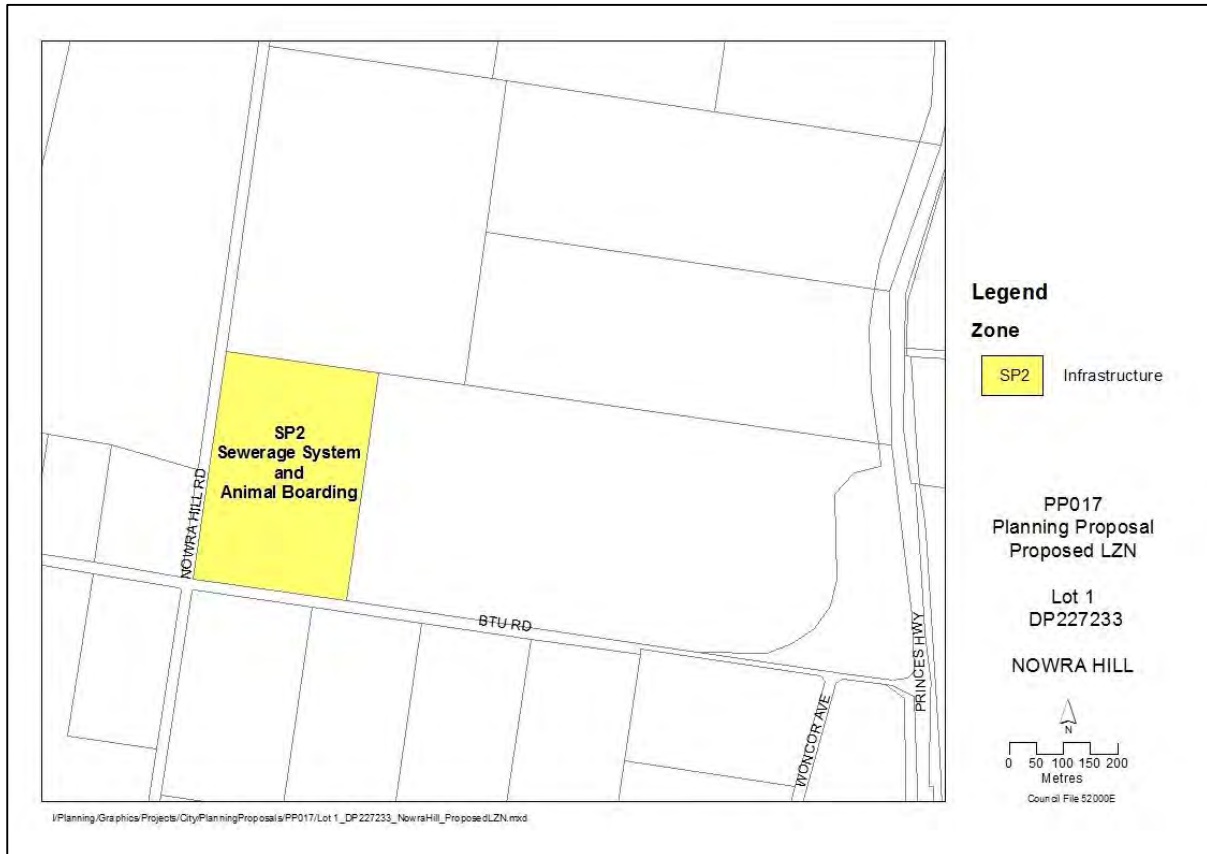 SP2
Sewerage System
and
Animal Boarding
NOWRA HILL RD
BTU RD
WONCOR AVE
PRINCES HWY
Legend
Zone
SP2
Infrastructure
PP017
Planning Proposal
Proposed LZN
Lot 1
DP227233
NOWRA HILL
N
0 50 100 150 200
Metres
Council File 52000E
I/Planning/Graphics/Projects/City/PlanningProposals/PP017/Lot 1_DP227233_NowraHill_ProposedLZN.mxd